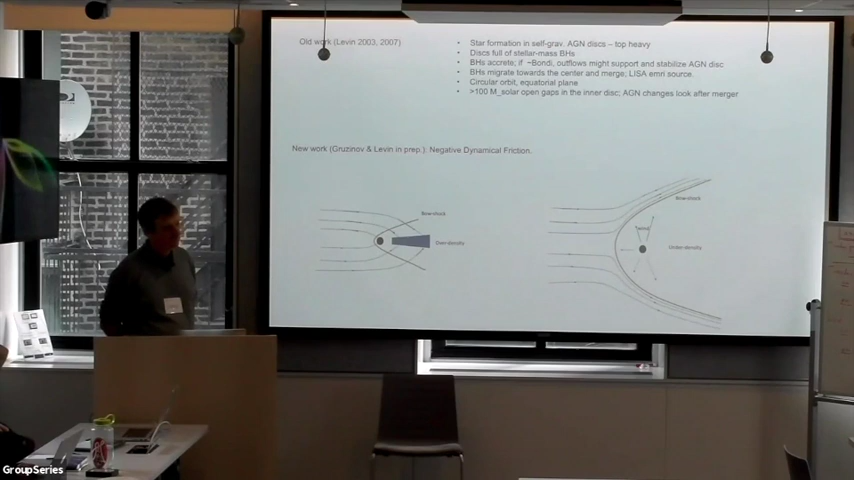 Old work (Levin 2003, 2007)
• Star formation in self-grav. AGN discs – top heavy
• Discs full of stellar-mass BHs
• BHs accrete; if ~Bondi, outflows might support and stabilize AGN disc
• BHs migrate towards the center and merge; LISA emri source.
• Circular orbit, equatorial plane
• >100 M_solar open gaps in the inner disc; AGN changes look after merger
New work (Gruzinov & Levin in prep.): Negative Dynamical Friction.
Bow-shock
Over-density
Bow-shock
wind
Under-density
GroupSeries